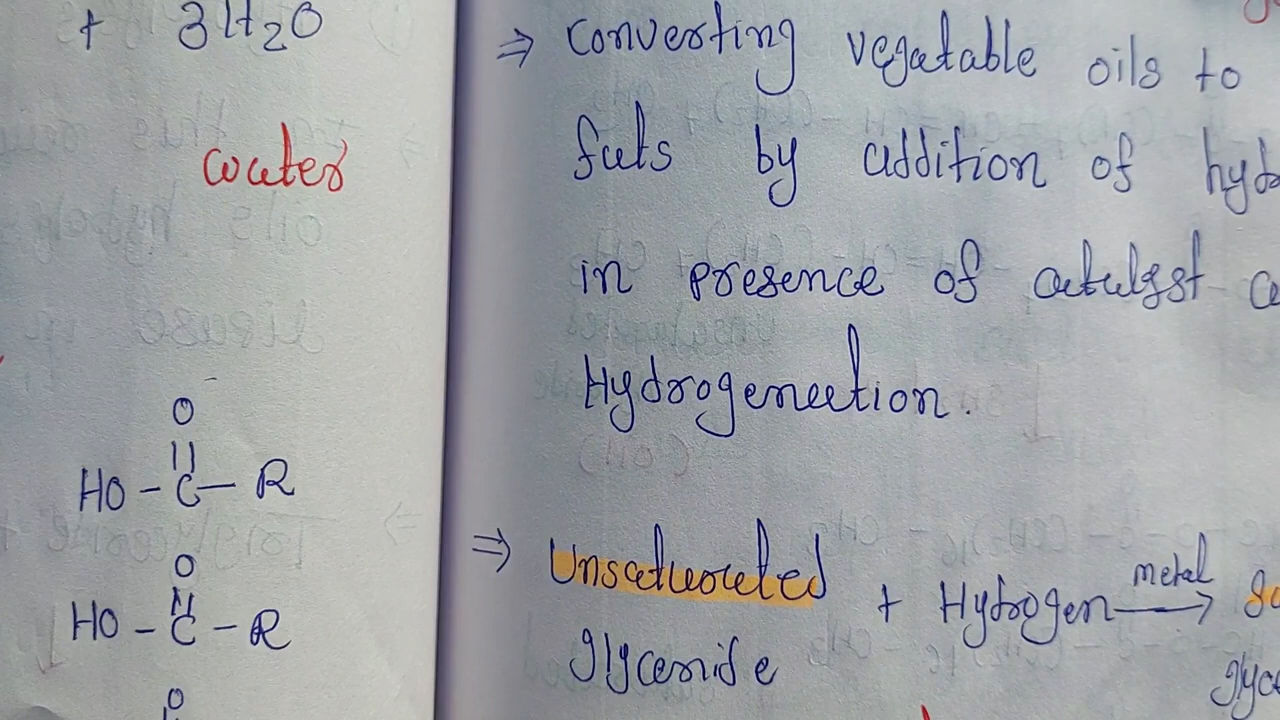 + 3H2O
water
O
||
HO - C - R
O
||
HO - C - R
O
⇒ Converting vegatable oils to
fats by addition of hyd
in presence of catalyst
Hydrogenation.
⇒ Unsaturated + Hydrogen metal →
glyceride